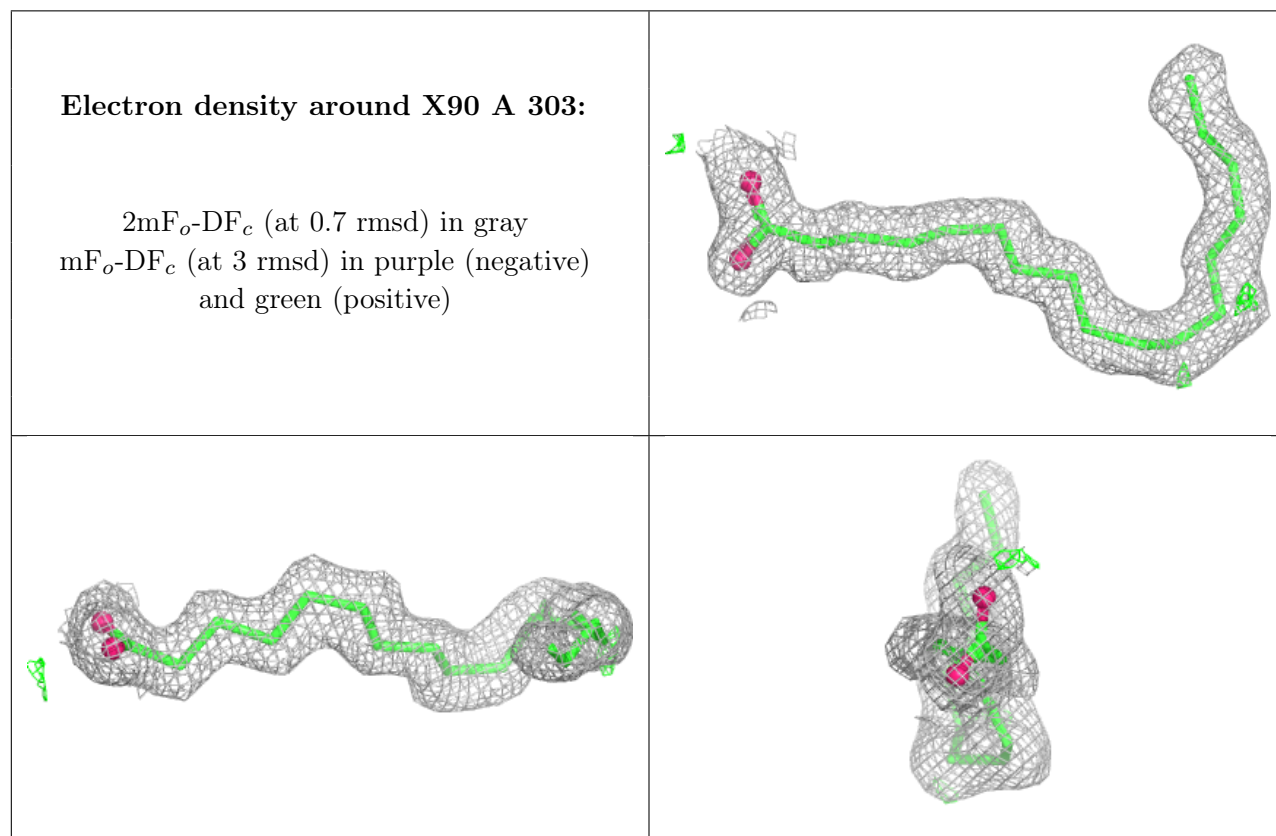 Electron density around X90 A 303:
2mFo-DFc (at 0.7 rmsd) in gray
mFo-DFc (at 3 rmsd) in purple (negative)
and green (positive)